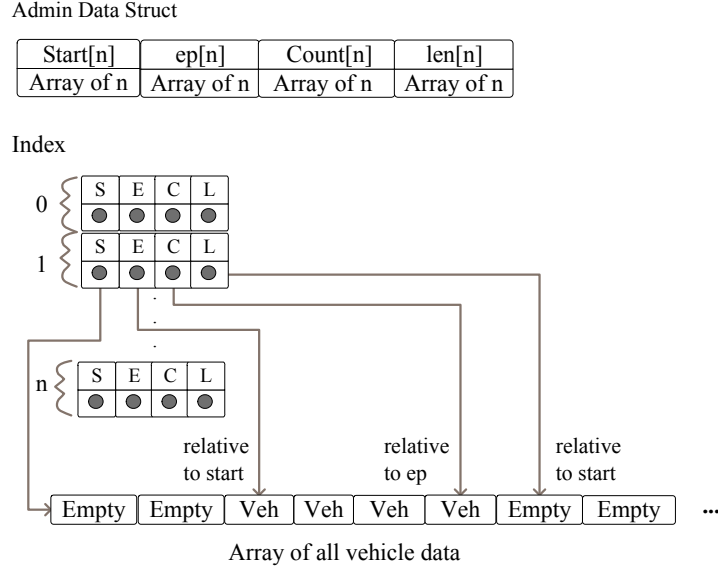 Admin Data Struct
Start[n] ep[n] Count[n] len[n]
Array of n Array of n Array of n Array of n
Index
0
S E C L
1
S E C L
.
.
.
n
S E C L
relative
to start
relative
to ep
relative
to start
Empty Empty Veh Veh Veh Veh Empty Empty ...
Array of all vehicle data